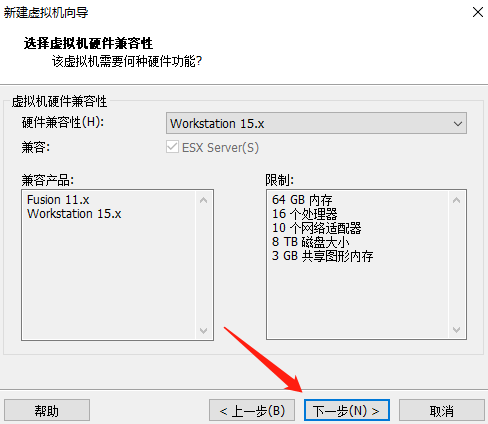 新建虚拟机向导
选择虚拟机硬件兼容性
该虚拟机需要何种硬件功能?
虚拟机硬件兼容性
硬件兼容性(H): Workstation 15.x
兼容: ESX Server(S)
兼容产品:
Fusion 11.x
Workstation 15.x
限制:
64 GB 内存
16 个处理器
10 个网络适配器
8 TB 磁盘大小
3 GB 共享图形内存
帮助 < 上一步(B) 下一步(N) > 取消